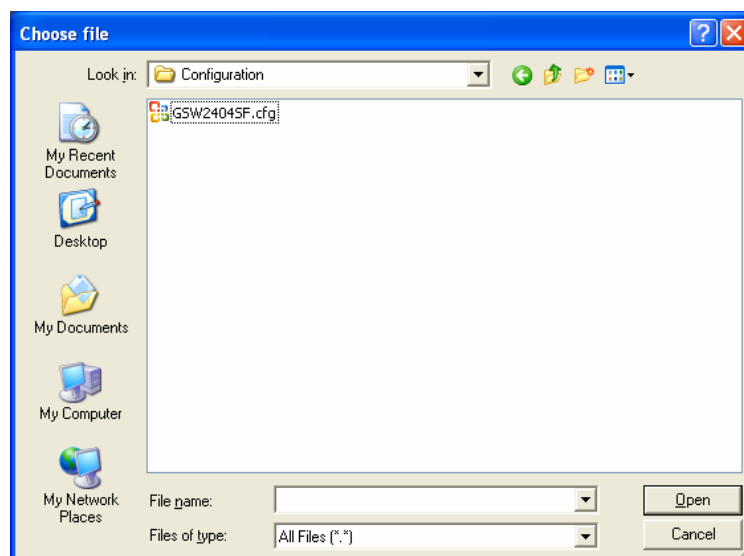 Choose file
Look in:
Configuration
GSW2404SF.cfg
My Recent
Documents
Desktop
My Documents
My Computer
My Network
Places
File name:
Open
Files of type:
All Files (*.*)
Cancel